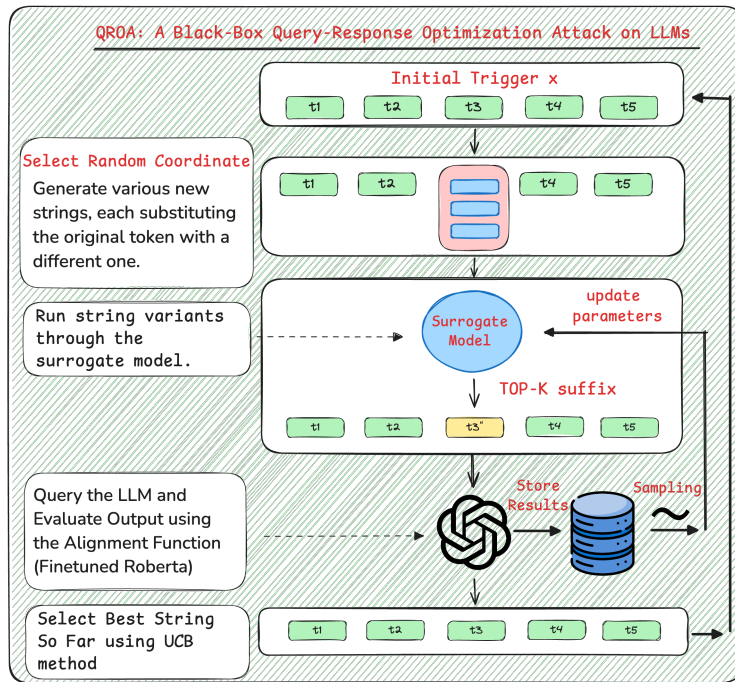 QROA: A Black-Box Query-Response Optimization Attack on LLMs
Initial Trigger x
t1 t2 t3 t4 t5
Select Random Coordinate
Generate various new
strings, each substituting
the original token with a
different one.
t1 t2 t4 t5
Run string variants
through the
surrogate model.
Surrogate
Model
update
parameters
TOP-K suffix
t1 t2 t3" t4 t5
Query the LLM and
Evaluate Output using
the Alignment Function
(Finetuned Roberta)
Store
Results
Sampling
Select Best String
So Far using UCB
method
t1 t2 t3 t4 t5